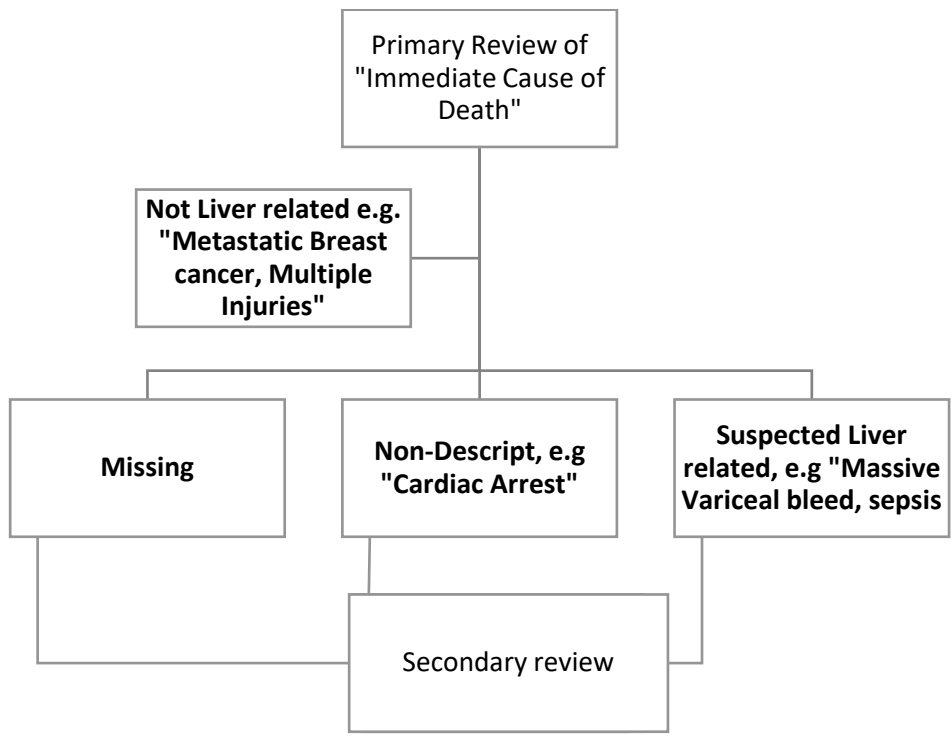 Primary Review of
"Immediate Cause of
Death"
Not Liver related e.g.
"Metastatic Breast
cancer, Multiple
Injuries"
Missing
Non-Descript, e.g
"Cardiac Arrest"
Suspected Liver
related, e.g "Massive
Variceal bleed, sepsis
Secondary review